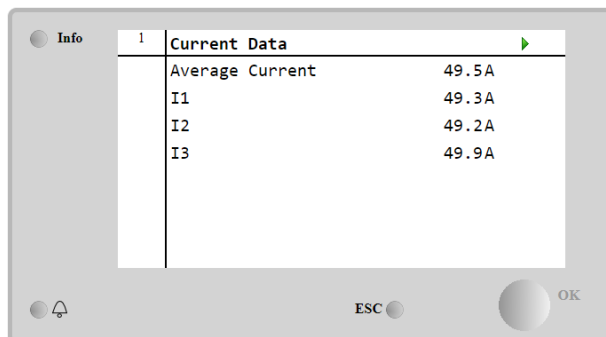 Info
1 Current Data
Average Current 49.5A
I1 49.3A
I2 49.2A
I3 49.9A
ESC
OK